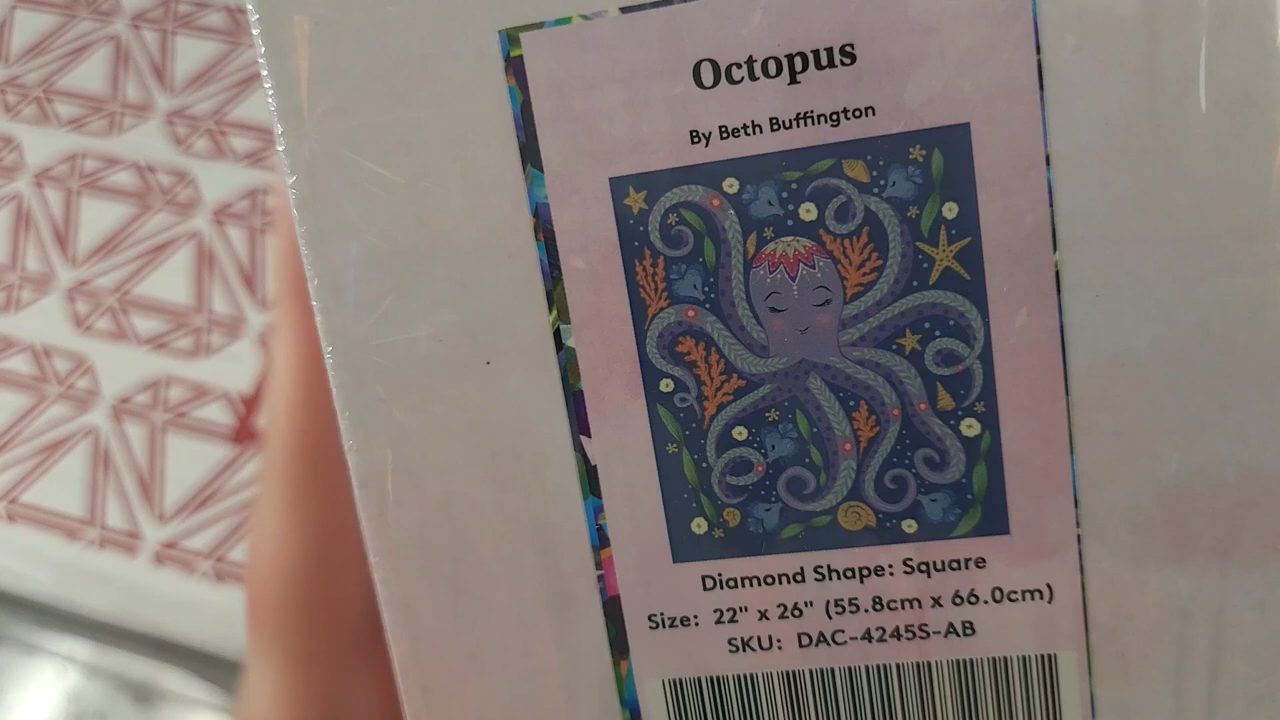 Octopus
By Beth Buffington
Diamond Shape: Square
Size: 22" x 26" (55.8cm x 66.0cm)
SKU: DAC-4245S-AB